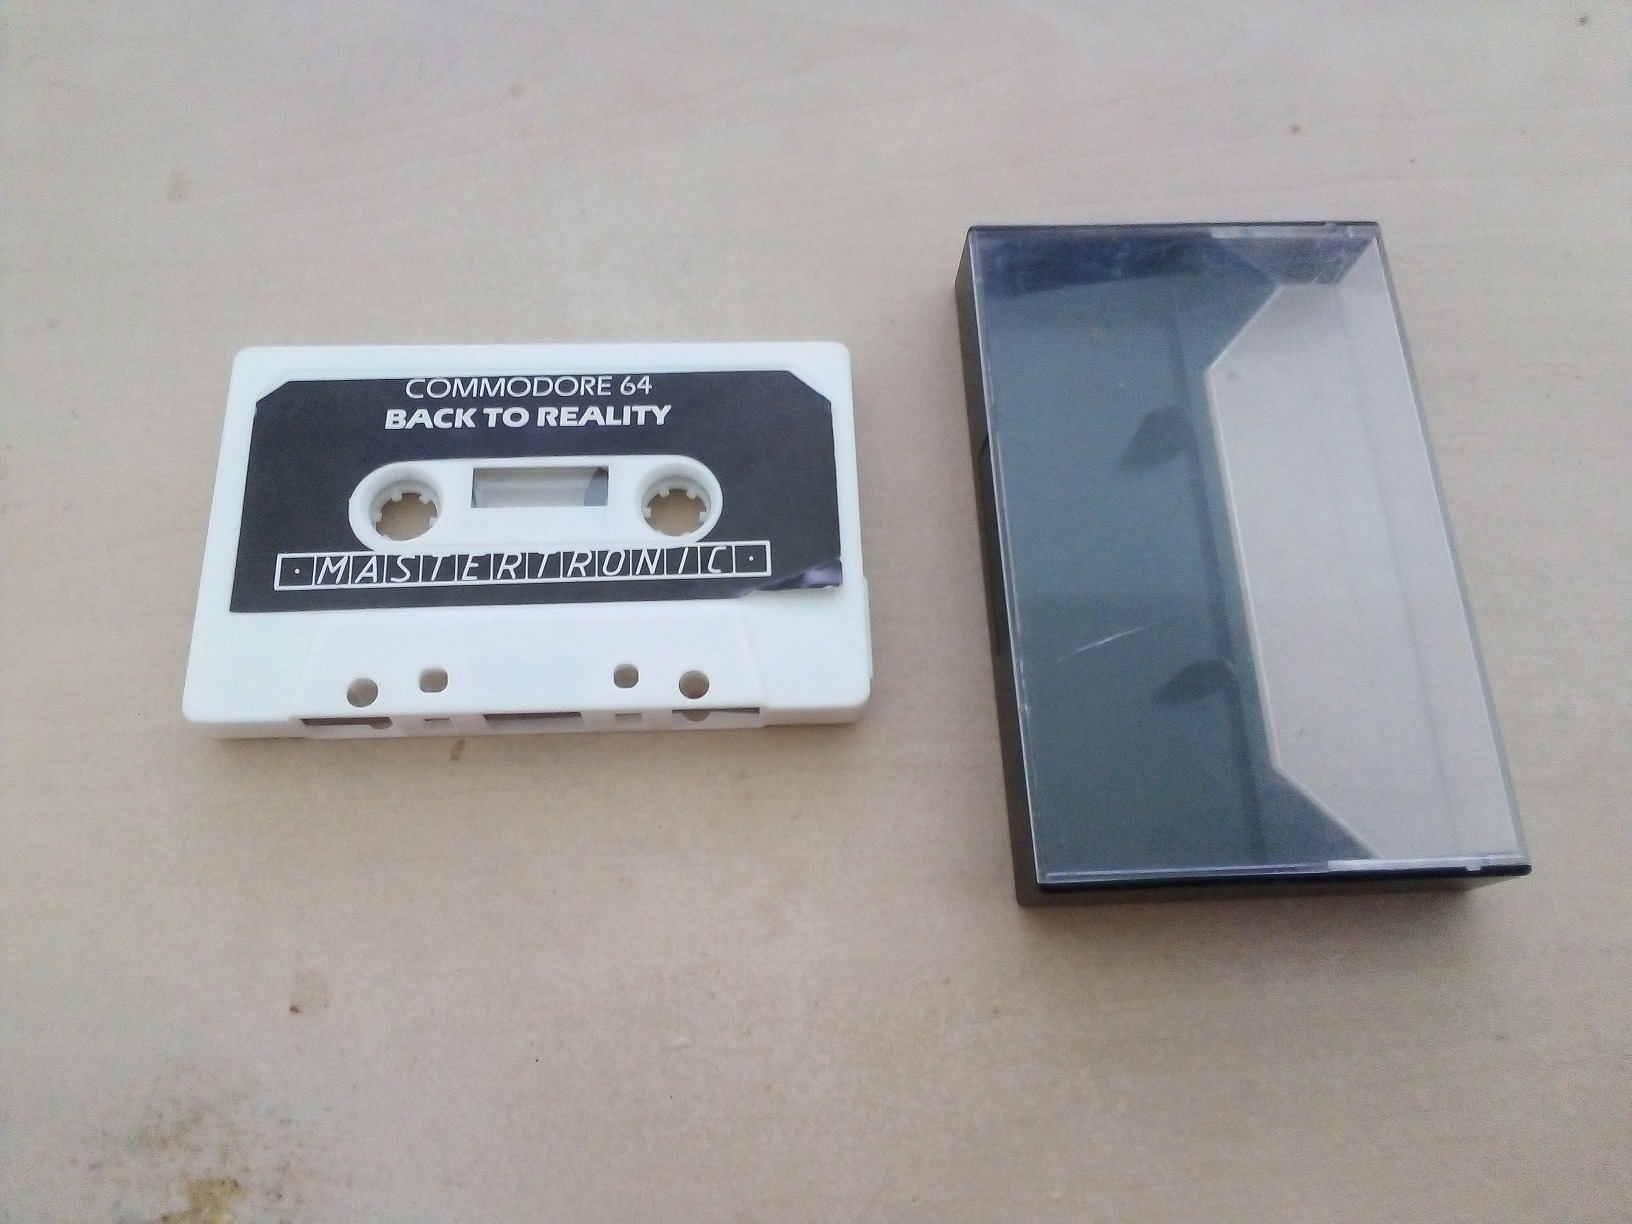 COMMODORE 64
BACK TO REALITY
· MASTERTRONIC ·